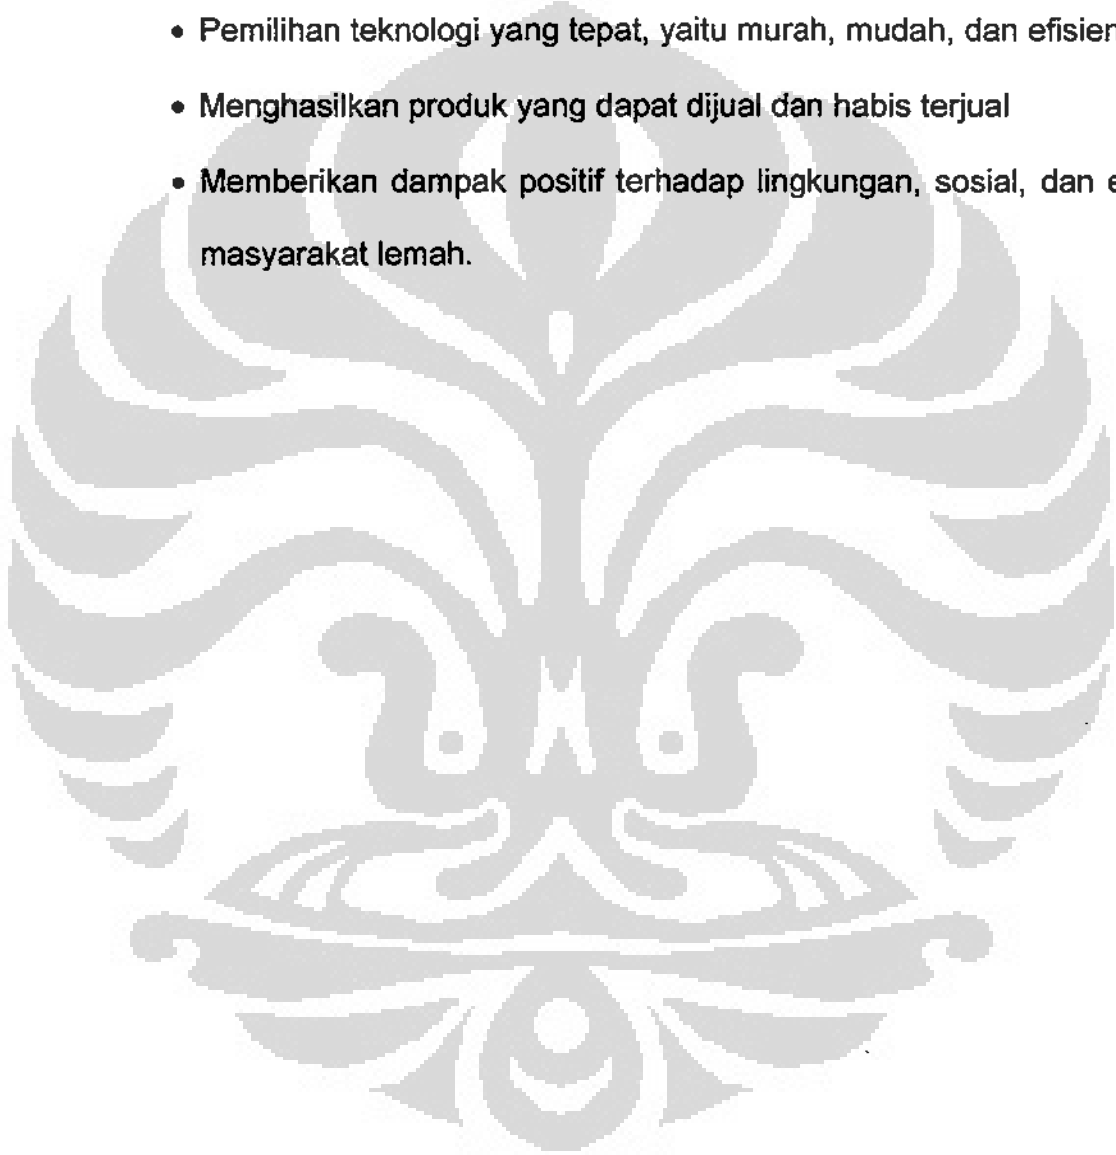 • Pemilihan teknologi yang tepat, yaitu murah, mudah, dan efisien
• Menghasilkan produk yang dapat dijual dan habis terjual
• Memberikan dampak positif terhadap lingkungan, sosial, dan
masyarakat lemah.